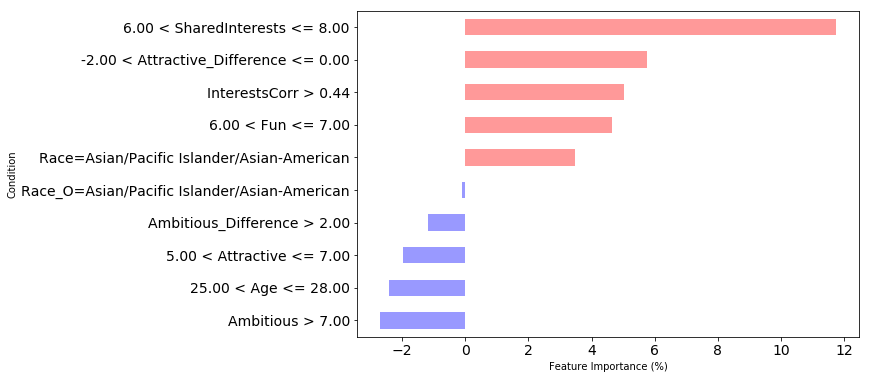 6.00 < SharedInterests <= 8.00
-2.00 < Attractive_Difference <= 0.00
InterestsCorr > 0.44
6.00 < Fun <= 7.00
Race=Asian/Pacific Islander/Asian-American
Condition
Race_O=Asian/Pacific Islander/Asian-American
Ambitious_Difference > 2.00
5.00 < Attractive <= 7.00
25.00 < Age <= 28.00
Ambitious > 7.00
−2 0 2 4 6 8 10 12
Feature Importance (%)